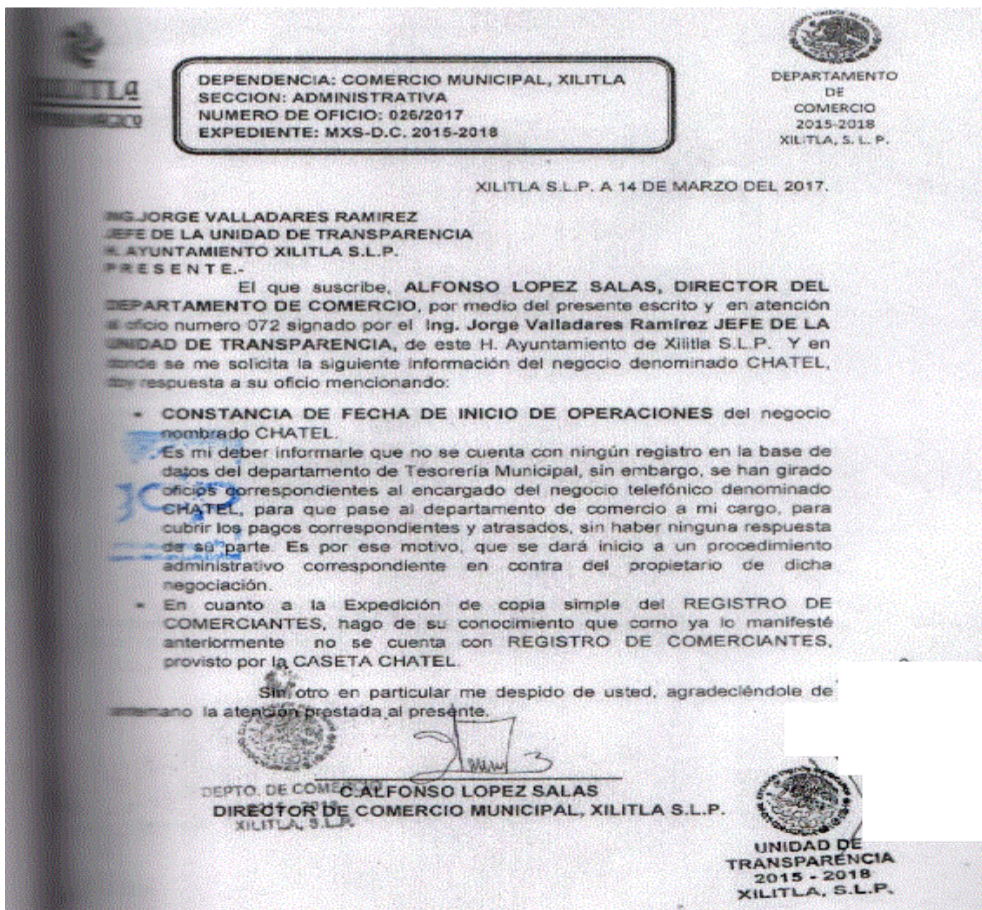 DEPENDENCIA: COMERCIO MUNICIPAL, XILITLA
SECCION: ADMINISTRATIVA
NUMERO DE OFICIO: 026/2017
EXPEDIENTE: MXS-D.C. 2015-2018
DEPARTAMENTO
DE
COMERCIO
2015-2018
XILITLA, S. L. P.
XILITLA S.L.P. A 14 DE MARZO DEL 2017.
ING.JORGE VALLADARES RAMIREZ
JEFE DE LA UNIDAD DE TRANSPARENCIA
H. AYUNTAMIENTO XILITLA S.L.P.
P R E S E N T E.-
El que suscribe, ALFONSO LOPEZ SALAS, DIRECTOR DEL
DEPARTAMENTO DE COMERCIO, por medio del presente escrito y en atención
al oficio numero 072 signado por el Ing. Jorge Valladares Ramírez JEFE DE LA
UNIDAD DE TRANSPARENCIA, de este H. Ayuntamiento de Xilitla S.L.P. Y en
donde se me solicita la siguiente información del negocio denominado CHATEL,
doy respuesta a su oficio mencionando:
- CONSTANCIA DE FECHA DE INICIO DE OPERACIONES del negocio
nombrado CHATEL.
Es mi deber informarle que no se cuenta con ningún registro en la base de
datos del departamento de Tesorería Municipal, sin embargo, se han girado
oficios correspondientes al encargado del negocio telefónico denominado
CHATEL, para que pase al departamento de comercio a mi cargo, para
cubrir los pagos correspondientes y atrasados, sin haber ninguna respuesta
de su parte. Es por ese motivo, que se dará inicio a un procedimiento
administrativo correspondiente en contra del propietario de dicha
negociación.
- En cuanto a la Expedición de copia simple del REGISTRO DE
COMERCIANTES, hago de su conocimiento que como ya lo manifesté
anteriormente no se cuenta con REGISTRO DE COMERCIANTES,
provisto por la CASETA CHATEL.
Sin otro en particular me despido de usted, agradeciéndole de
antemano la atención prestada al presente.
DEPTO. DE COMERCIO
C.ALFONSO LOPEZ SALAS
DIRECTOR DE COMERCIO MUNICIPAL, XILITLA S.L.P.
XILITLA, S.L.P.
UNIDAD DE
TRANSPARENCIA
2015 - 2018
XILITLA, S.L.P.